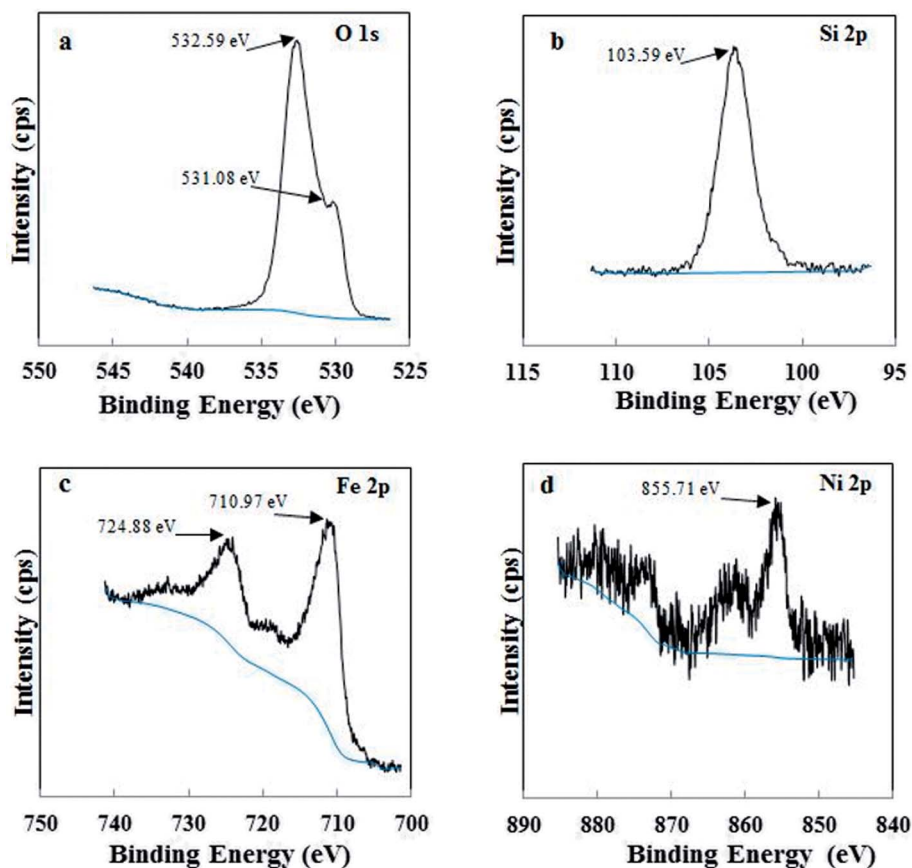 a
O 1s
532.59 eV
531.08 eV
Intensity (cps)
550 545 540 535 530 525
Binding Energy (eV)
b
Si 2p
103.59 eV
Intensity (cps)
115 110 105 100 95
Binding Energy (eV)
c
Fe 2p
710.97 eV
724.88 eV
Intensity (cps)
750 740 730 720 710 700
Binding Energy (eV)
d
Ni 2p
855.71 eV
Intensity (cps)
890 880 870 860 850 840
Binding Energy (eV)